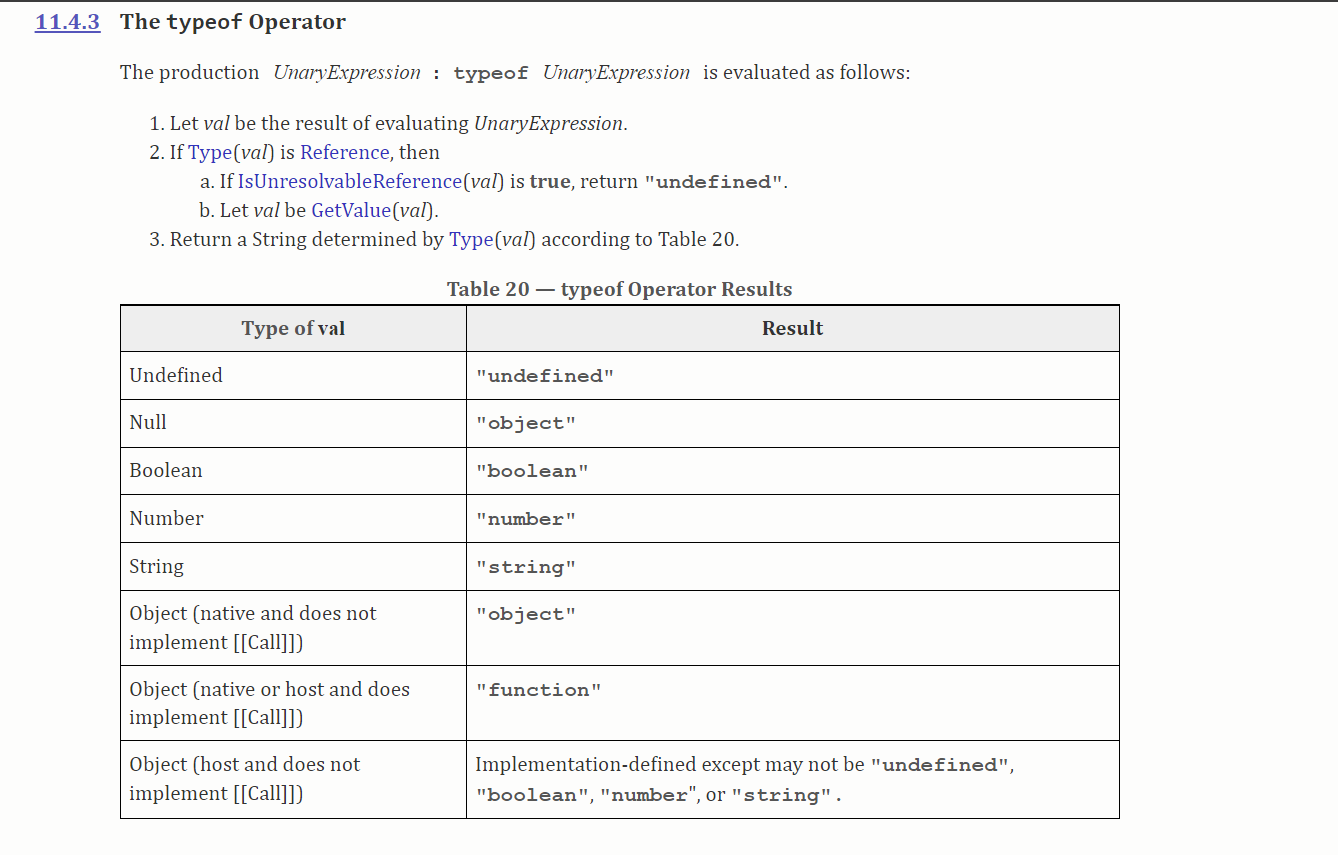 11.4.3 The typeof Operator
The production UnaryExpression : typeof UnaryExpression is evaluated as follows:
1. Let val be the result of evaluating UnaryExpression.
2. If Type(val) is Reference, then
a. If IsUnresolvableReference(val) is true, return "undefined".
b. Let val be GetValue(val).
3. Return a String determined by Type(val) according to Table 20.
Table 20 — typeof Operator Results
Type of val Result
Undefined "undefined"
Null "object"
Boolean "boolean"
Number "number"
String "string"
Object (native and does not "object"
implement [[Call]])
Object (native or host and does "function"
implement [[Call]])
Object (host and does not Implementation-defined except may not be "undefined",
implement [[Call]]) "boolean", "number", or "string".